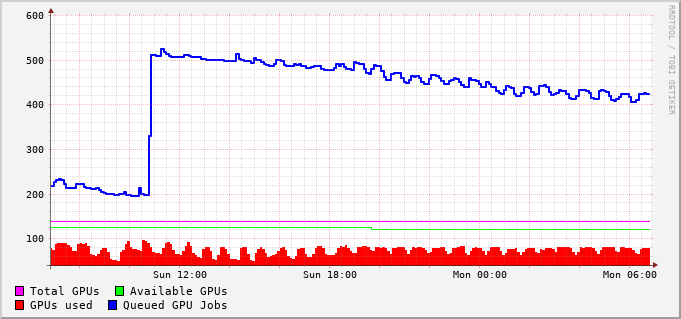 600
500
400
300
200
100
Sun 12:00 Sun 18:00 Mon 00:00 Mon 06:00
Total GPUs Available GPUs
GPUs used Queued GPU Jobs
RRDTOOL / TOBI OETIKER